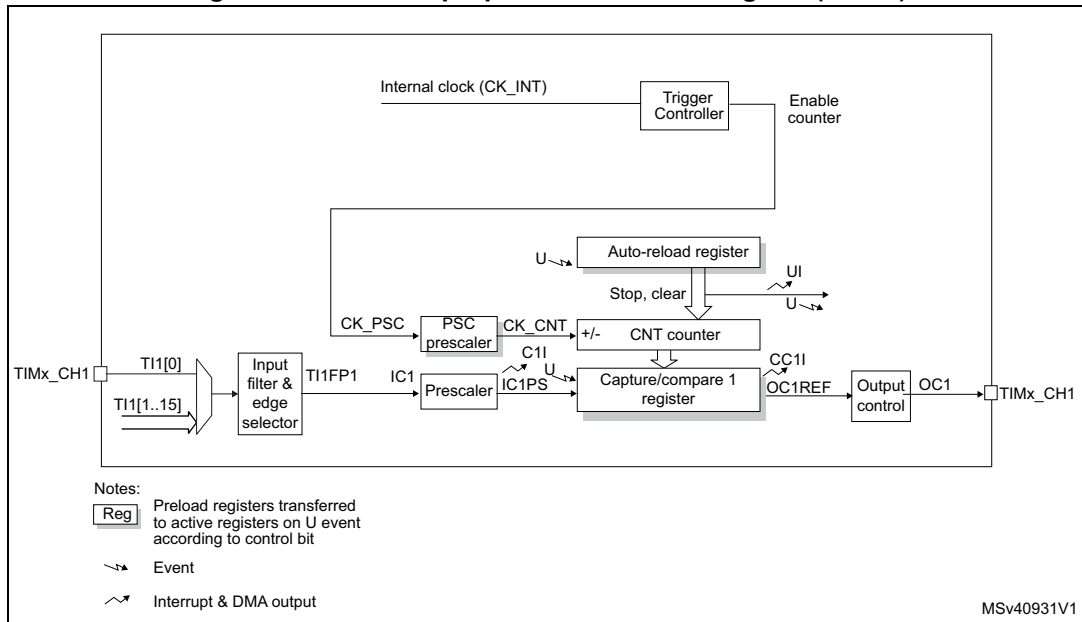 Internal clock (CK_INT)
Trigger
Controller
Enable
counter
U
Auto-reload register
UI
Stop, clear
U
CK_PSC
PSC
prescaler
CK_CNT
+/-
CNT counter
TIMx_CH1
TI1[0]
TI1[1..15]
Input
filter &
edge
selector
TI1FP1
IC1
Prescaler
C1I
IC1PS
U
Capture/compare 1
register
CC1I
OC1REF
Output
control
OC1
TIMx_CH1
Notes:
Reg
Preload registers transferred
to active registers on U event
according to control bit
Event
Interrupt & DMA output
MSv40931V1